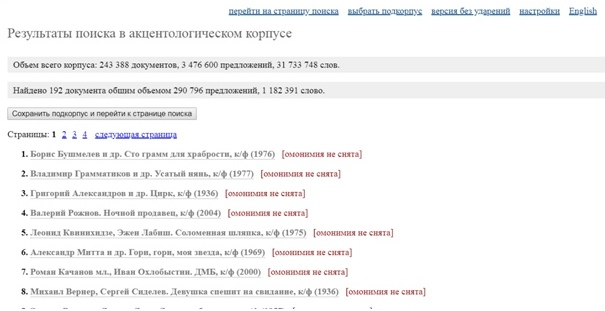 перейти на страницу поиска выбрать подкорпус версия без ударений настройки English
Результаты поиска в акцентологическом корпусе
Объем всего корпуса: 243 388 документов, 3 476 600 предложений, 31 733 748 слов.
Найдено 192 документа общим объемом 290 796 предложений, 1 182 391 слово.
Сохранить подкорпус и перейти к странице поиска
Страницы: 1 2 3 4 следующая страница
1. Борис Бушмелев и др. Сто грамм для храбрости, к/ф (1976) [омонимия не снята]
2. Владимир Грамматиков и др. Усатый нянь, к/ф (1977) [омонимия не снята]
3. Григорий Александров и др. Цирк, к/ф (1936) [омонимия не снята]
4. Валерий Рожнов. Ночной продавец, к/ф (2004) [омонимия не снята]
5. Леонид Квинихидзе, Эжен Лабиш. Соломенная шляпка, к/ф (1975) [омонимия не снята]
6. Александр Митта и др. Гори, гори, моя звезда, к/ф (1969) [омонимия не снята]
7. Роман Качанов мл., Иван Охлобыстин. ДМБ, к/ф (2000) [омонимия не снята]
8. Михаил Вернер, Сергей Сиделев. Девушка спешит на свидание, к/ф (1936) [омонимия не снята]